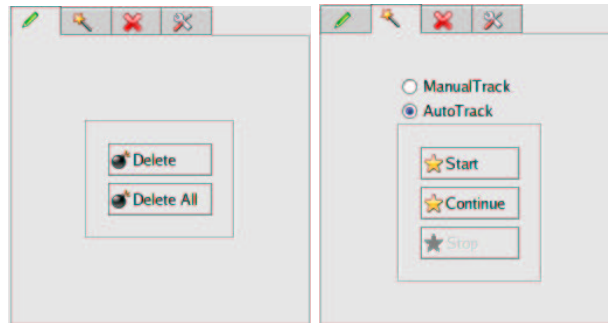 Delete
Delete All
ManualTrack
AutoTrack
Start
Continue
Stop